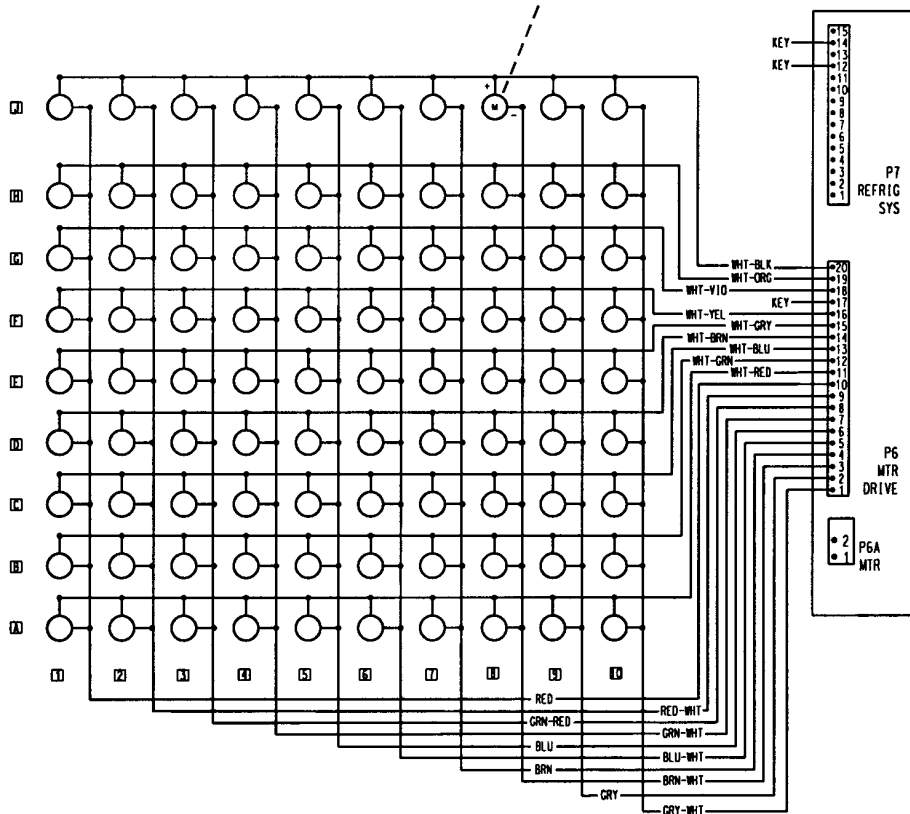 15
KEY 14
13
KEY 12
11
10
9
8
7
6
5
4
3
2
1
P7
REFRIG
SYS
J
+
M
-
H
G
F
E
D
C
B
A
1 2 3 4 5 6 7 8 9 10
WHT-BLK 20
WHT-ORG 19
WHT-VIO 18
KEY 17
WHT-YEL 16
WHT-GRY 15
WHT-BRN 14
WHT-BLU 13
WHT-GRN 12
WHT-RED 11
10
9
8
7
6
5
4
3
2
1
P6
MTR
DRIVE
2
1
P6A
MTR
RED
RED-WHT
GRN-RED
GRN-WHT
BLU
BLU-WHT
BRN
BRN-WHT
GRY
GRY-WHT